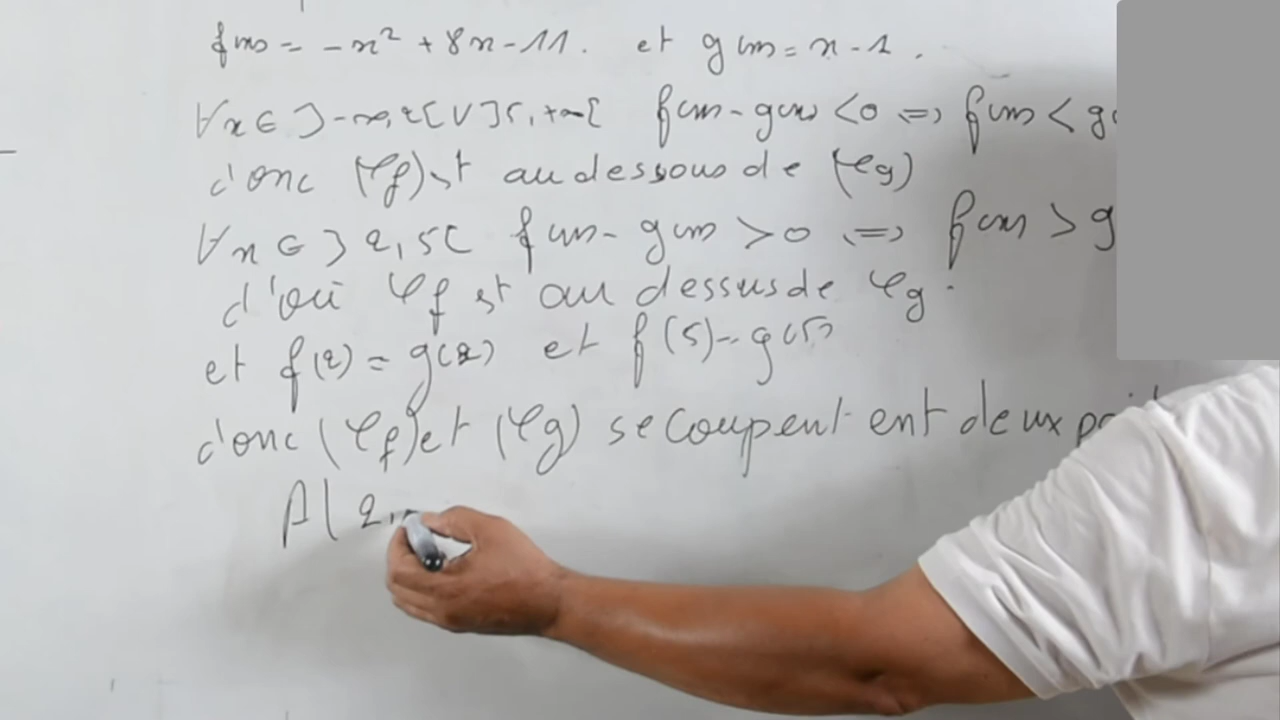 f(x) = -x² + 8x - 11. et g(x) = x - 1.
∀x ∈ ]-∞, 2[ ∪ ]5, +∞[ f(x) - g(x) < 0 ⟺ f(x) < g(
donc (𝒞f) est au dessous de (𝒞g)
∀x ∈ ]2, 5[ f(x) - g(x) > 0 ⟺ f(x) > g
d'où 𝒞f est au dessus de 𝒞g.
et f(2) = g(2) et f(5) = g(5)
donc (𝒞f) et (𝒞g) se coupent ent deux
A( 2,